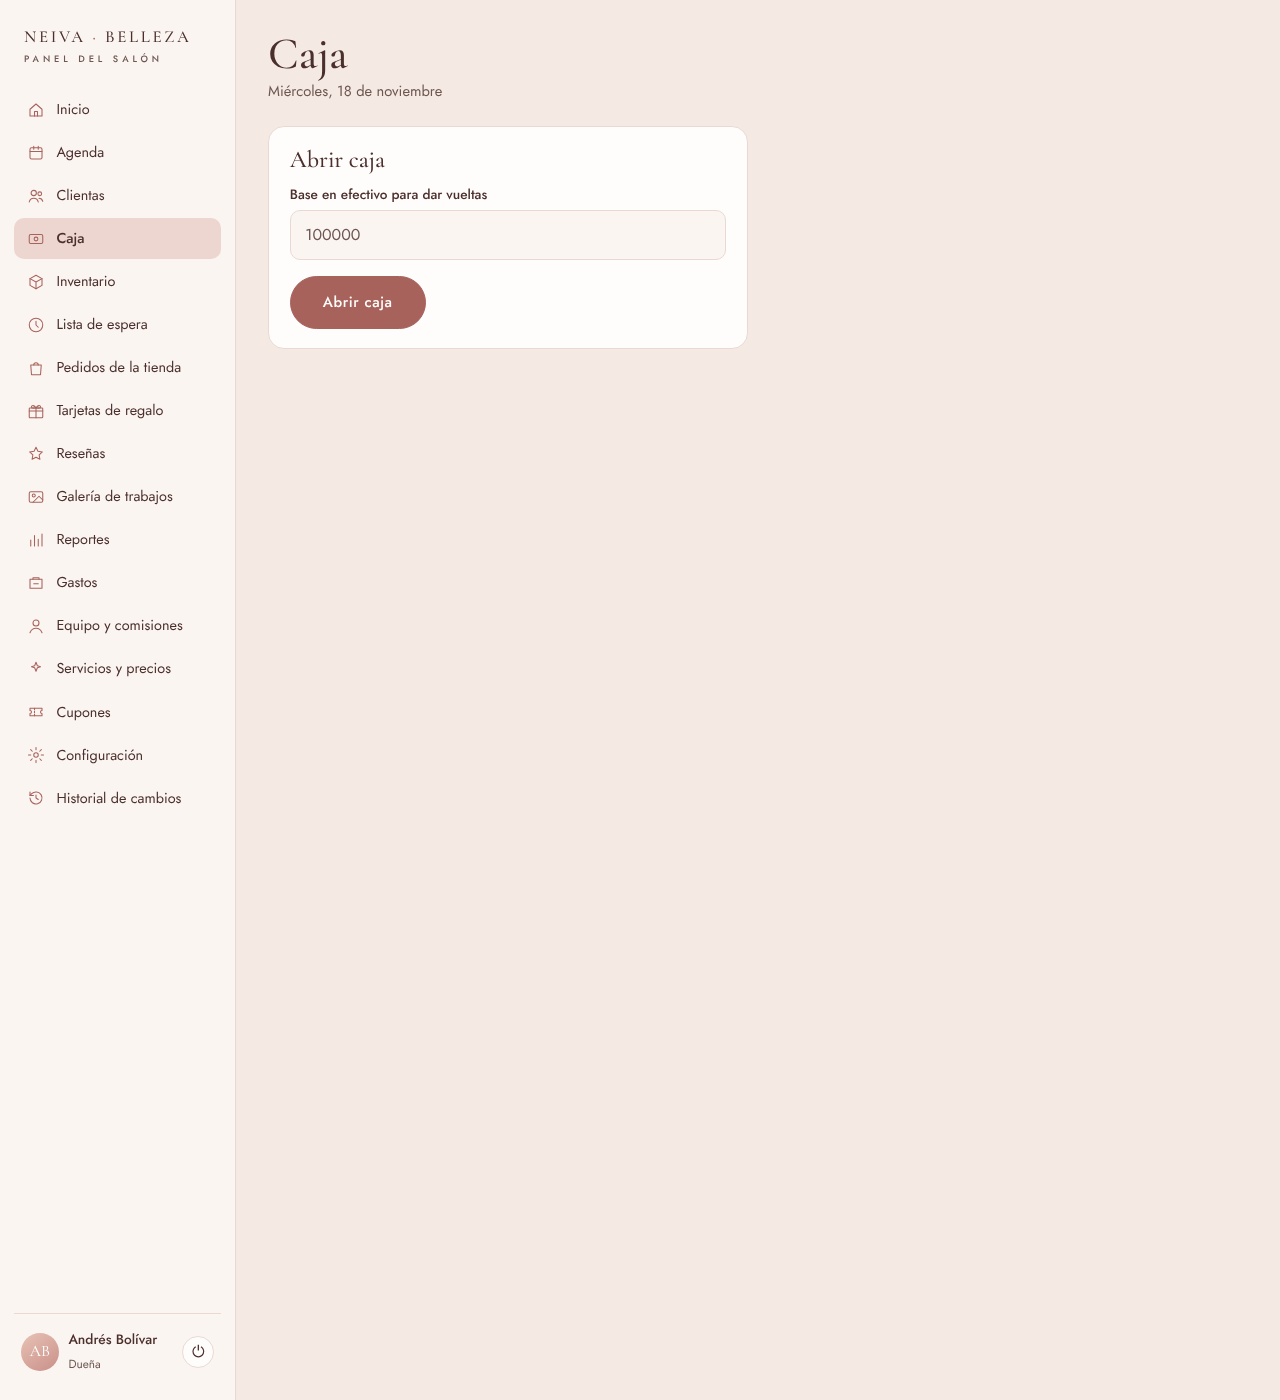 NEIVA · BELLEZA
PANEL DEL SALÓN
Inicio
Agenda
Clientas
Caja
Inventario
Lista de espera
Pedidos de la tienda
Tarjetas de regalo
Reseñas
Galería de trabajos
Reportes
Gastos
Equipo y comisiones
Servicios y precios
Cupones
Configuración
Historial de cambios
AB
Andrés Bolívar
Dueña
Caja
Miércoles, 18 de noviembre
Abrir caja
Base en efectivo para dar vueltas
100000
Abrir caja